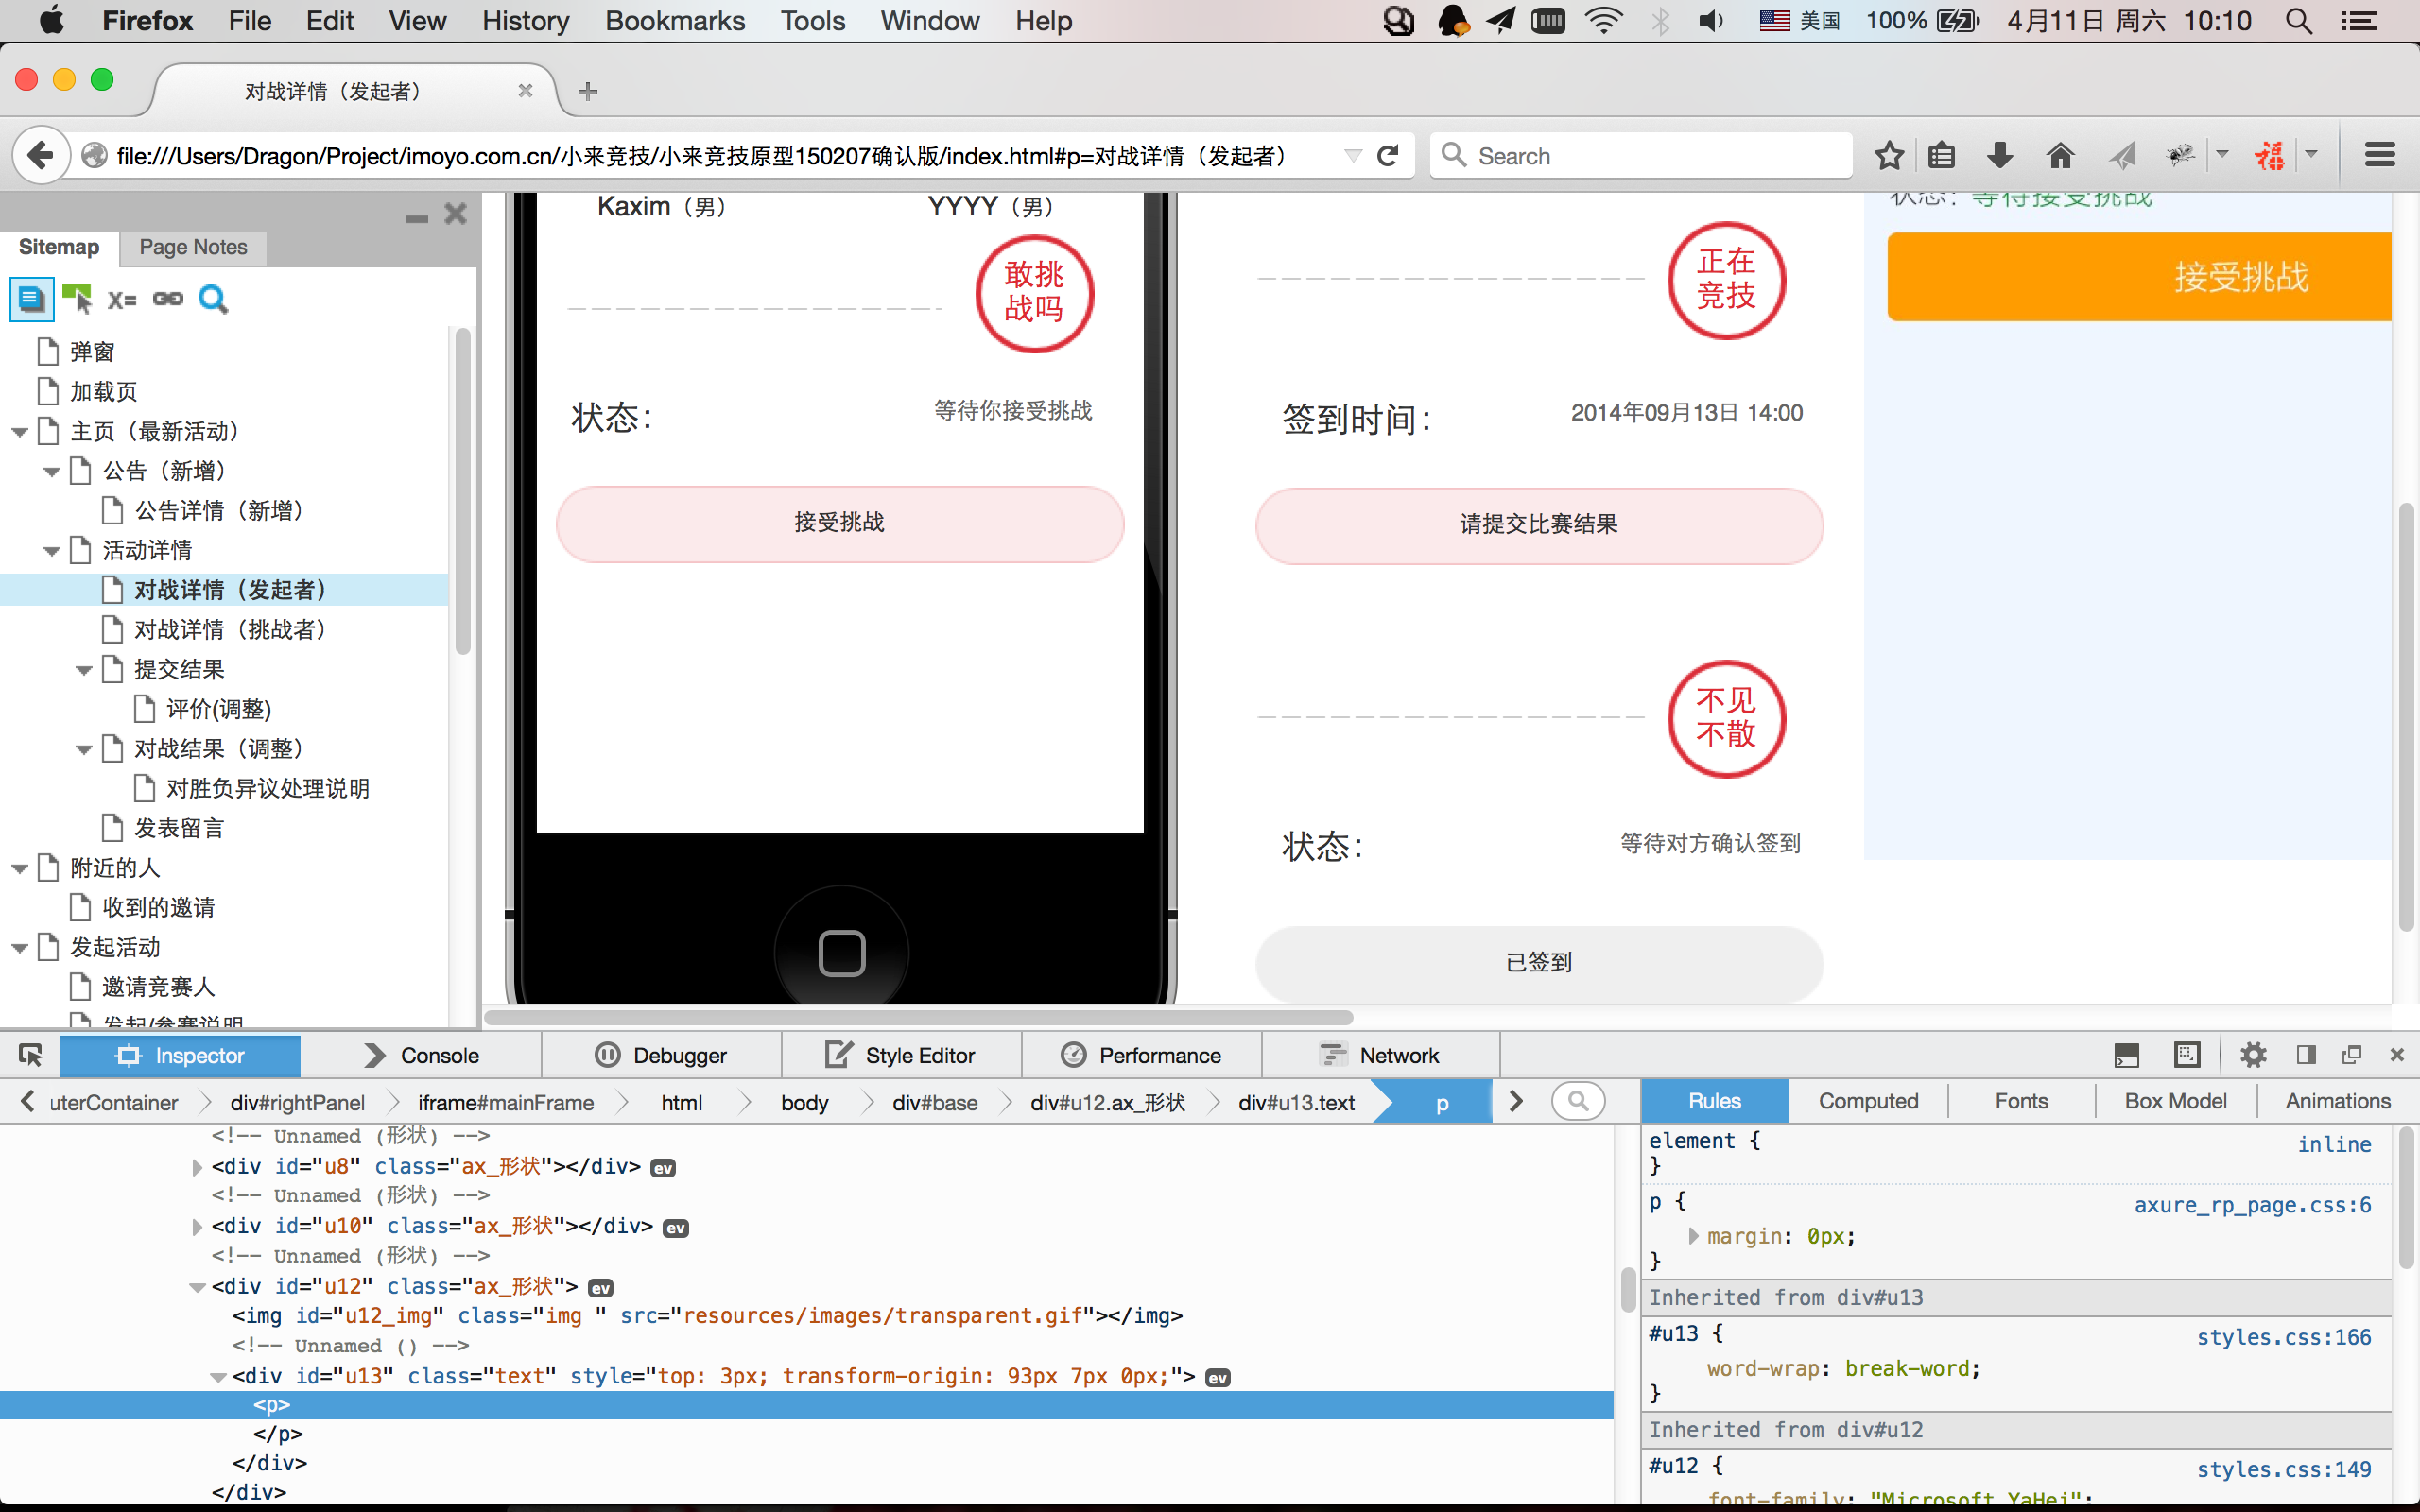 Firefox File Edit View History Bookmarks Tools Window Help 美国 100% 4月11日 周六 10:10
对战详情（发起者）
file:///Users/Dragon/Project/imoyo.com.cn/小来竞技/小来竞技原型150207确认版/index.html#p=对战详情（发起者）
Search
Sitemap
Page Notes
X=
弹窗
加载页
主页（最新活动）
公告（新增）
公告详情（新增）
活动详情
对战详情（发起者）
对战详情（挑战者）
提交结果
评价(调整)
对战结果（调整）
对胜负异议处理说明
发表留言
附近的人
收到的邀请
发起活动
邀请竞赛人
发起/参赛说明
Kaxim（男）
YYYY（男）
敢挑
战吗
状态：
等待你接受挑战
接受挑战
正在
竞技
签到时间：
2014年09月13日 14:00
请提交比赛结果
不见
不散
状态：
等待对方确认签到
已签到
状态：等待接受挑战
接受挑战
Inspector Console Debugger Style Editor Performance Network
uterContainer div#rightPanel iframe#mainFrame html body div#base div#u12.ax_形状 div#u13.text p
<!-- Unnamed (形状) -->
<div id="u8" class="ax_形状"></div> ev
<!-- Unnamed (形状) -->
<div id="u10" class="ax_形状"></div> ev
<!-- Unnamed (形状) -->
<div id="u12" class="ax_形状"> ev
<img id="u12_img" class="img " src="resources/images/transparent.gif"></img>
<!-- Unnamed () -->
<div id="u13" class="text" style="top: 3px; transform-origin: 93px 7px 0px;"> ev
<p>
</p>
</div>
</div>
Rules Computed Fonts Box Model Animations
element { inline
}
p { axure_rp_page.css:6
margin: 0px;
}
Inherited from div#u13
#u13 { styles.css:166
word-wrap: break-word;
}
Inherited from div#u12
#u12 { styles.css:149
font-family: "Microsoft YaHei";